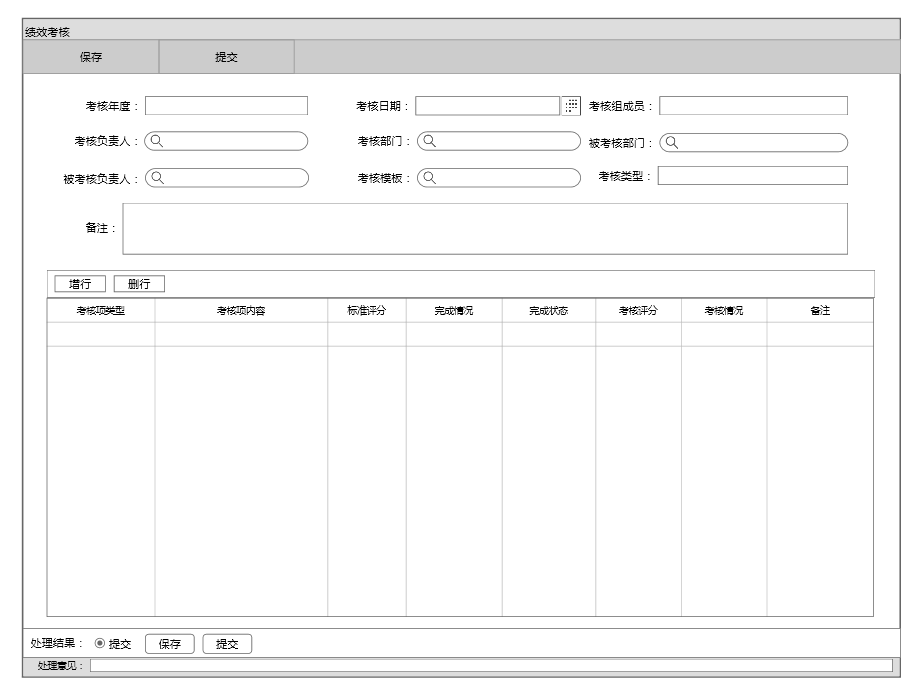 绩效考核
保存 提交
考核年度： 考核日期： 考核组成员：
考核负责人： 考核部门： 被考核部门：
被考核负责人： 考核模板： 考核类型：
备注：
增行 删行
考核项类型 考核项内容 标准评分 完成情况 完成状态 考核评分 考核情况 备注
处理结果： 提交 保存 提交
处理意见：